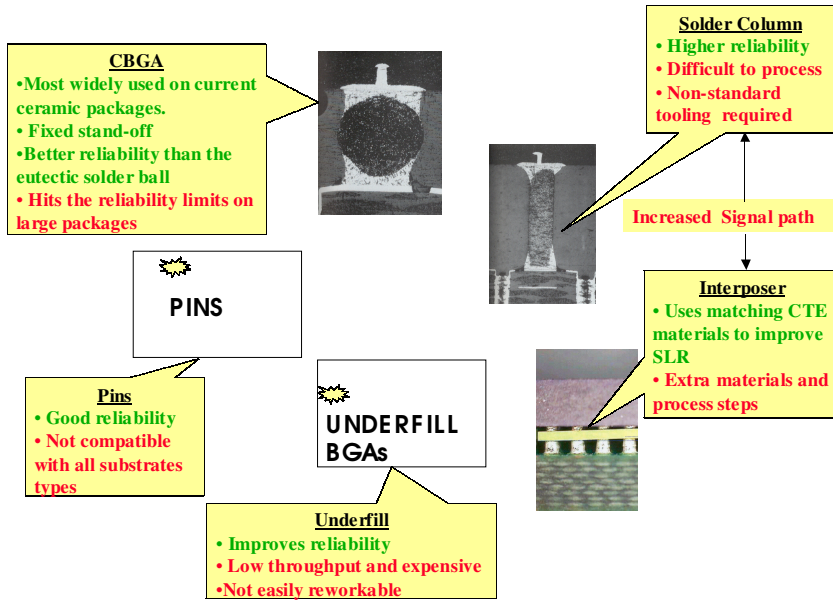 CBGA
•Most widely used on current
ceramic packages.
• Fixed stand-off
•Better reliability than the
eutectic solder ball
• Hits the reliability limits on
large packages
Solder Column
• Higher reliability
• Difficult to process
• Non-standard
tooling required
Increased Signal path
PINS
Interposer
• Uses matching CTE
materials to improve
SLR
• Extra materials and
process steps
Pins
• Good reliability
• Not compatible
with all substrates
types
UNDERFILL
BGAs
Underfill
• Improves reliability
• Low throughput and expensive
•Not easily reworkable